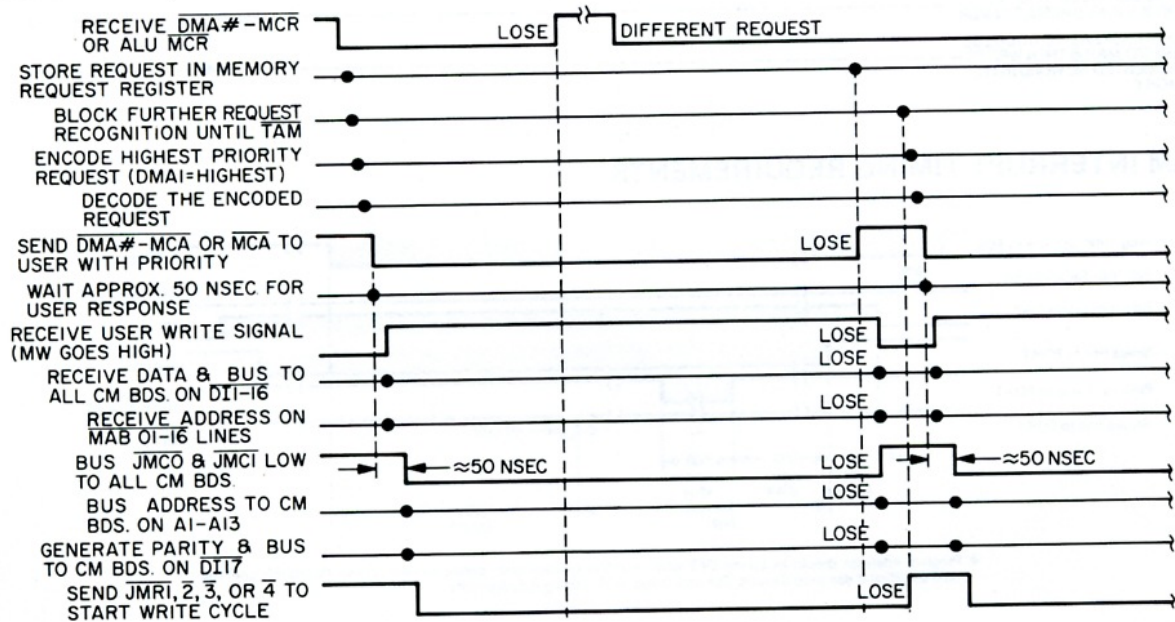 RECEIVE DMA#-MCR
OR ALU MCR
LOSE
DIFFERENT REQUEST
STORE REQUEST IN MEMORY
REQUEST REGISTER
BLOCK FURTHER REQUEST
RECOGNITION UNTIL TAM
ENCODE HIGHEST PRIORITY
REQUEST (DMA1=HIGHEST)
DECODE THE ENCODED
REQUEST
SEND DMA#-MCA OR MCA TO
USER WITH PRIORITY
LOSE
WAIT APPROX. 50 NSEC. FOR
USER RESPONSE
RECEIVE USER WRITE SIGNAL
(MW GOES HIGH)
LOSE
RECEIVE DATA & BUS TO
ALL CM BDS. ON DI1-16
LOSE
RECEIVE ADDRESS ON
MAB 01-16 LINES
LOSE
BUS JMCO & JMCI LOW
TO ALL CM BDS.
≈50 NSEC
LOSE
≈50 NSEC
BUS ADDRESS TO CM
BDS. ON A1-A13
LOSE
GENERATE PARITY & BUS
TO CM BDS. ON DI17
LOSE
SEND JMR1, 2, 3, OR 4 TO
START WRITE CYCLE
LOSE